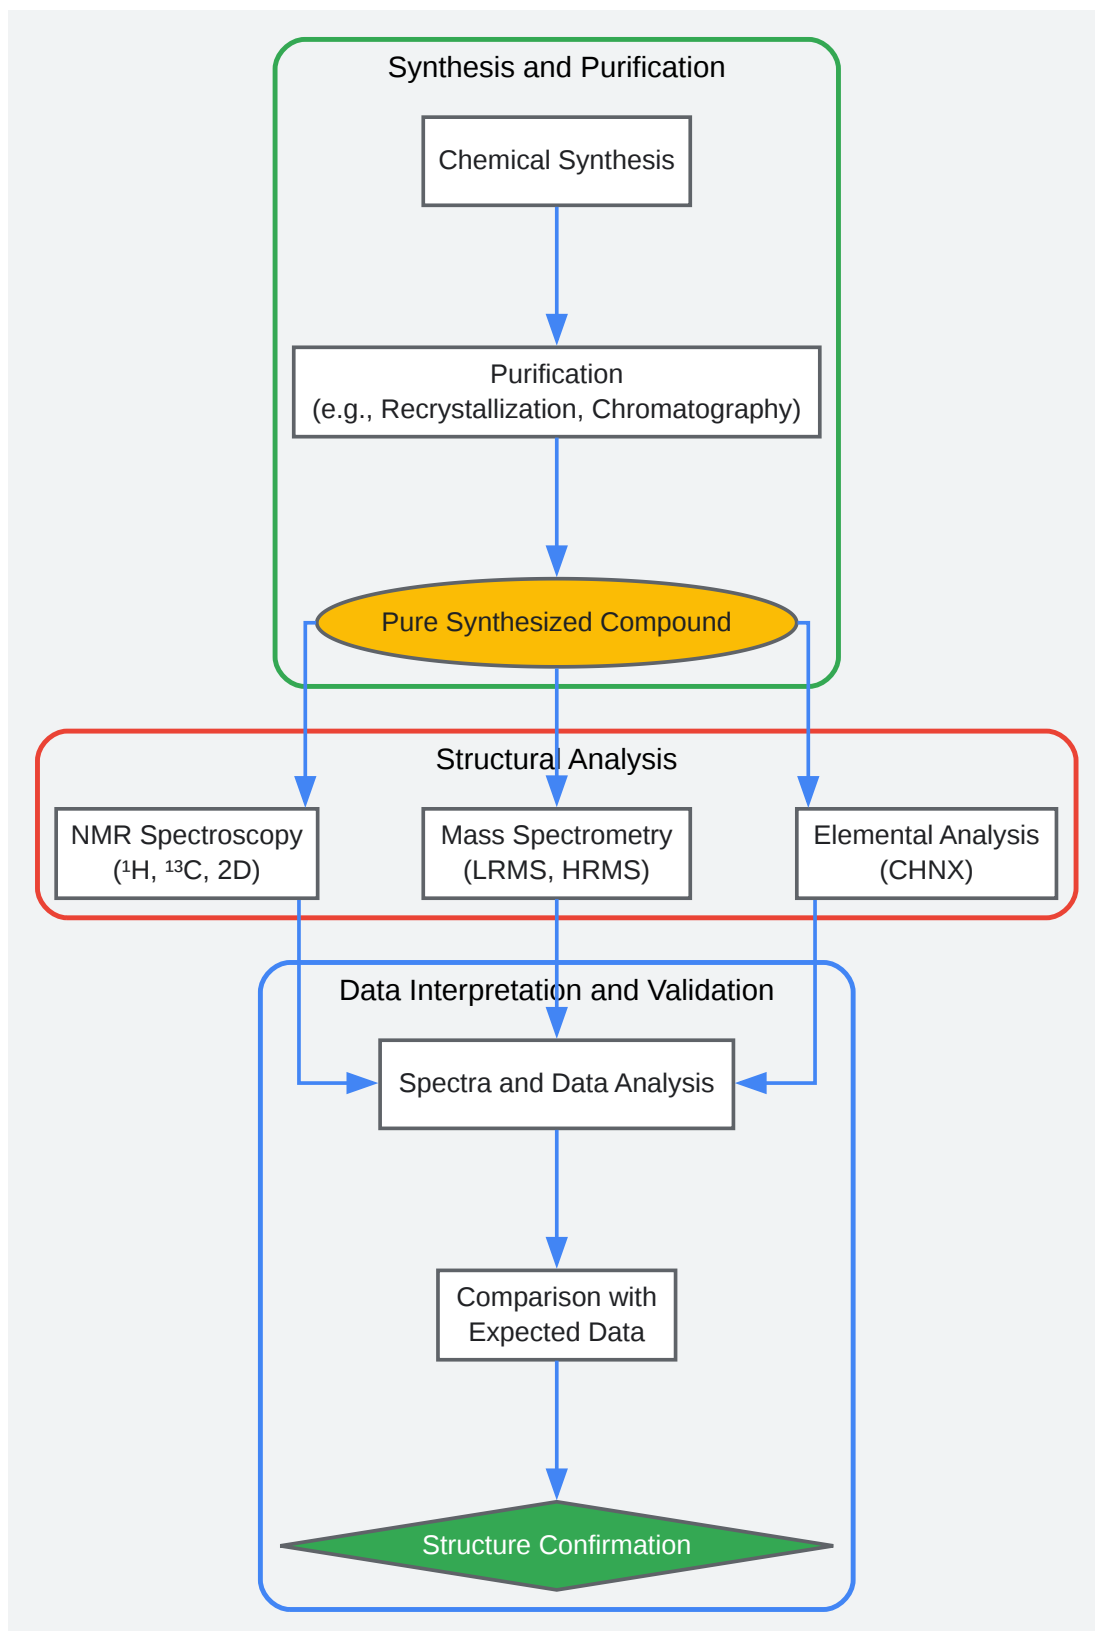 Synthesis and Purification
Chemical Synthesis
Purification
(e.g., Recrystallization, Chromatography)
Pure Synthesized Compound
Structural Analysis
NMR Spectroscopy
(¹H, ¹³C, 2D)
Mass Spectrometry
(LRMS, HRMS)
Elemental Analysis
(CHNX)
Data Interpretation and Validation
Spectra and Data Analysis
Comparison with
Expected Data
Structure Confirmation